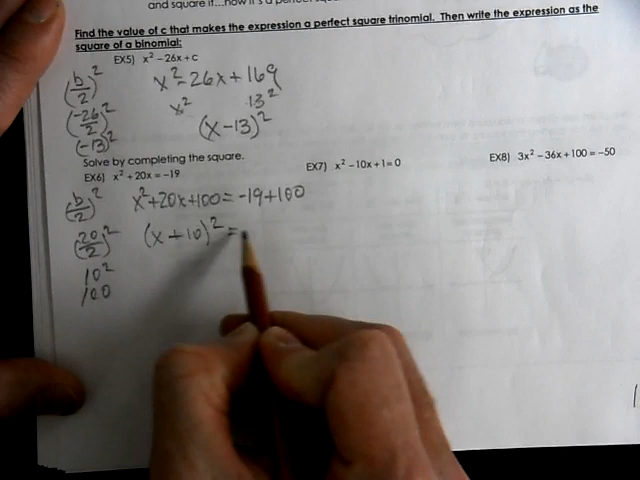 and square it...now it's a perfect squar
Find the value of c that makes the expression a perfect square trinomial. Then write the expression as the
square of a binomial:
EX5) x² – 26x + c
(b/2)² x² - 26x + 169
(-26/2)² x² 13²
(-13)² (x - 13)²
Solve by completing the square.
EX6) x² + 20x = –19
EX7) x² – 10x + 1 = 0
EX8) 3x² – 36x + 100 = –50
(b/2)² x² + 20x + 100 = -19 + 100
(20/2)² (x + 10)² =
10²
100